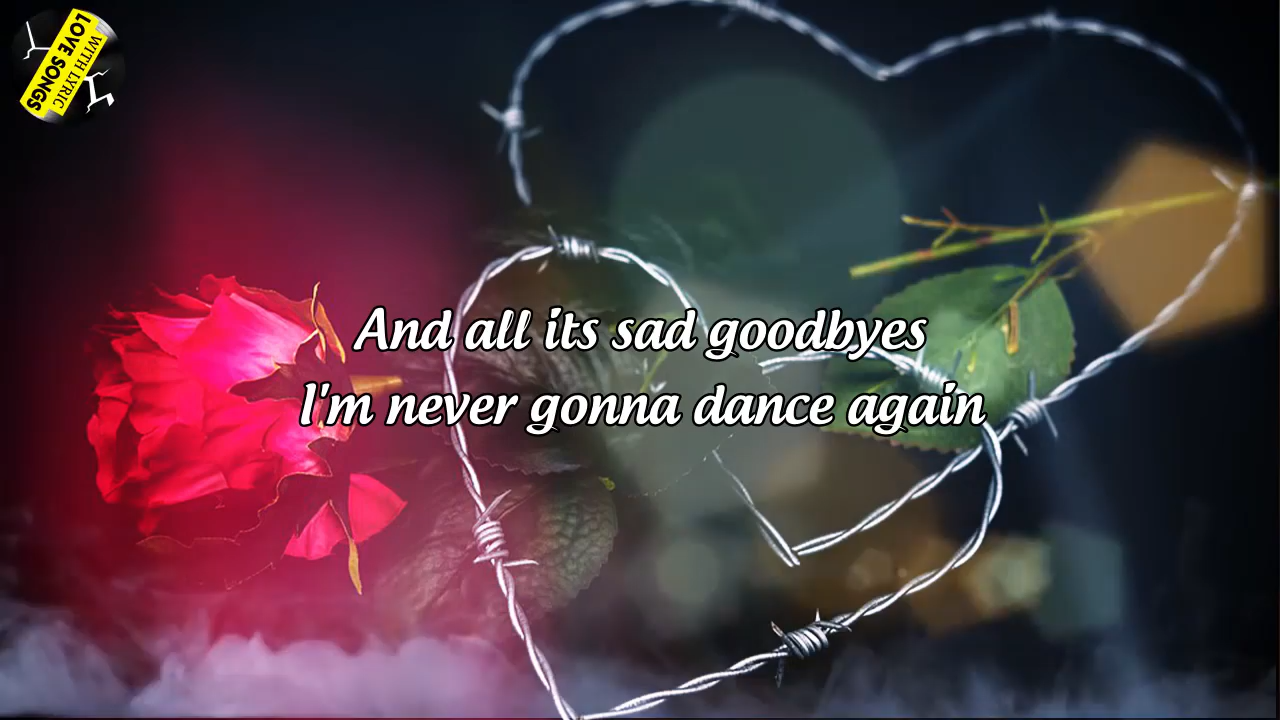 LOVE SONGS
WITH LYRIC
And all its sad goodbyes
I'm never gonna dance again